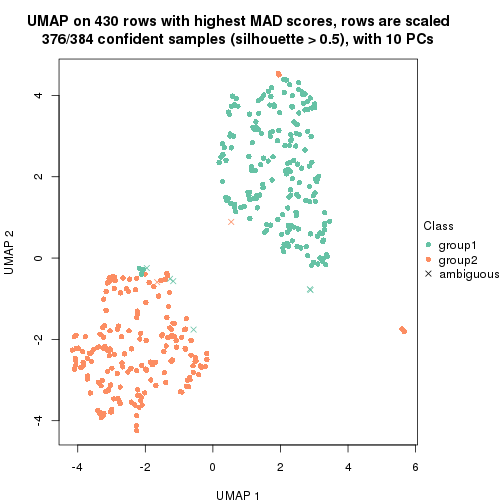 UMAP on 430 rows with highest MAD scores, rows are scaled
376/384 confident samples (silhouette > 0.5), with 10 PCs
4
2
0
-2
-4
UMAP 2
-4
-2
0
2
4
6
UMAP 1
Class
group1
group2
ambiguous